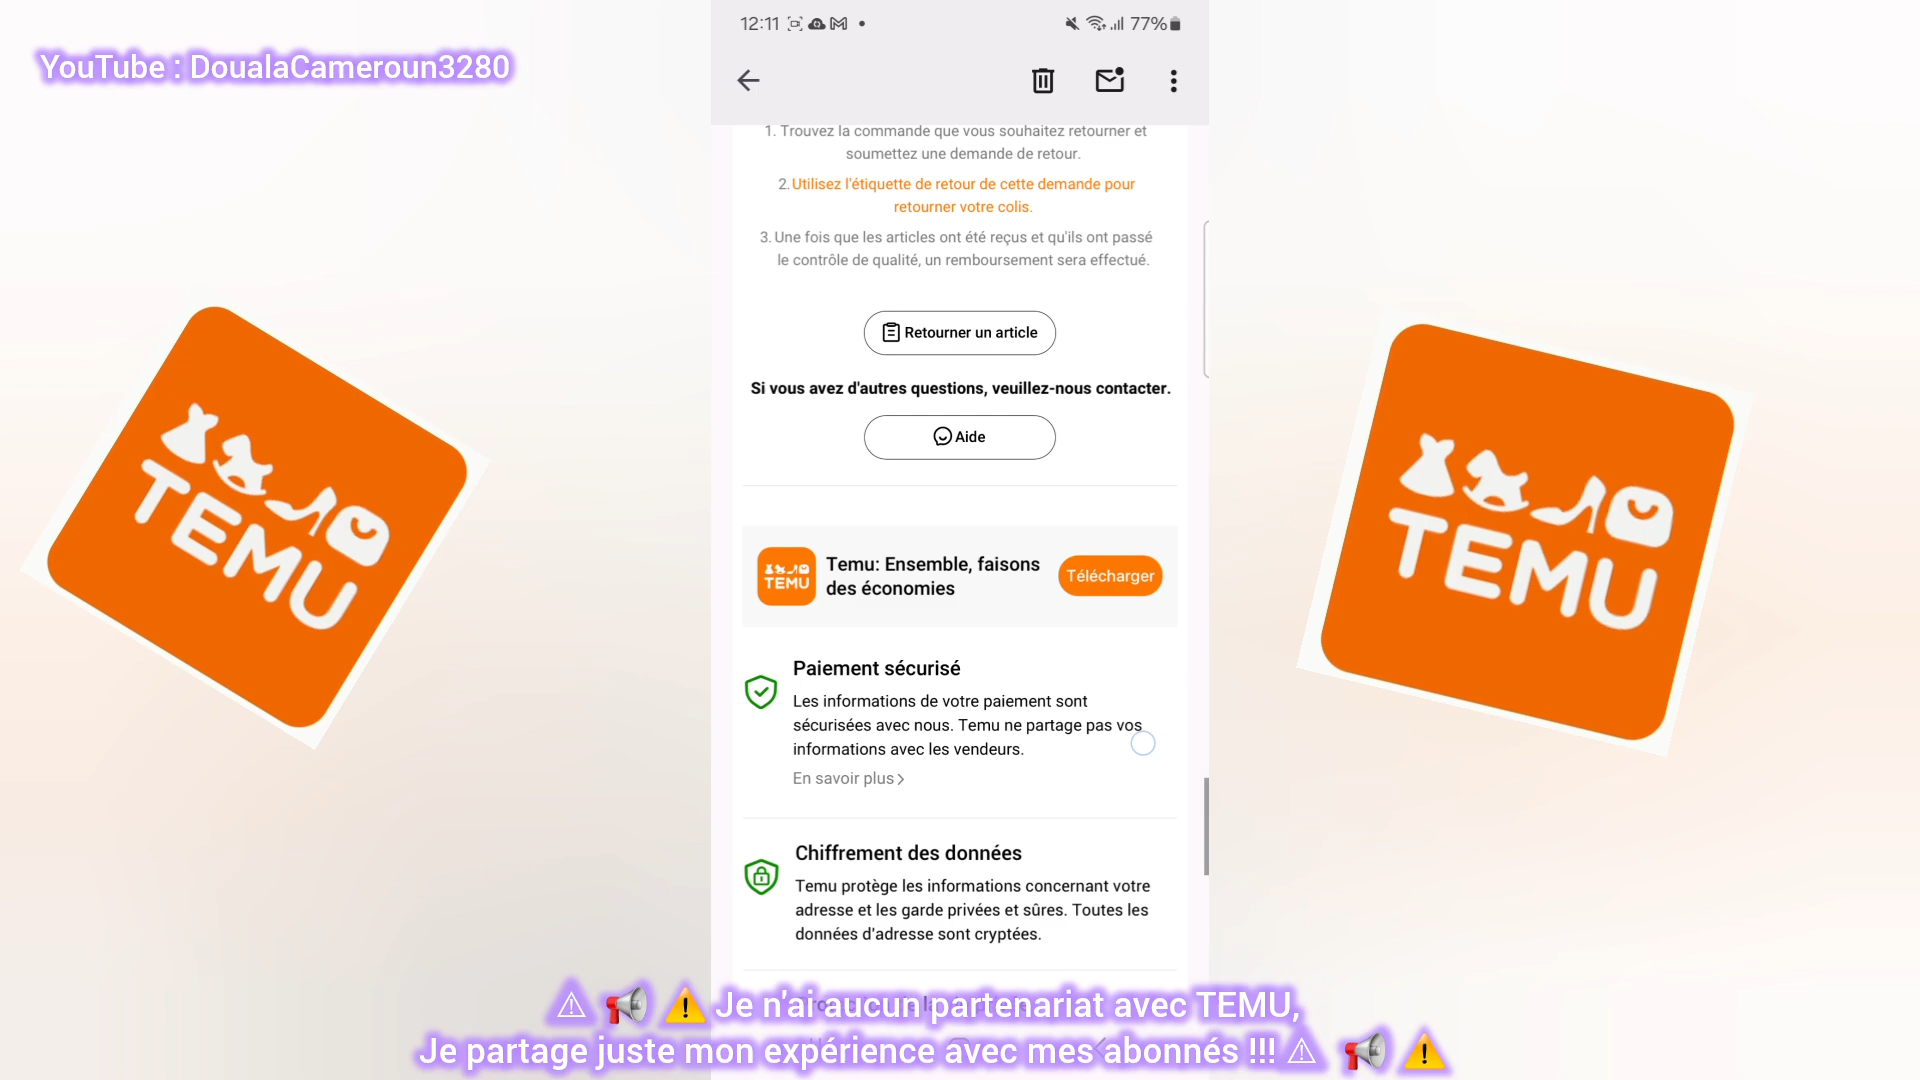 YouTube : DoualaCameroun3280
12:11
77%
1. Trouvez la commande que vous souhaitez retourner et
soumettez une demande de retour.
2. Utilisez l'étiquette de retour de cette demande pour
retourner votre colis.
3. Une fois que les articles ont été reçus et qu'ils ont passé
le contrôle de qualité, un remboursement sera effectué.
Retourner un article
Si vous avez d'autres questions, veuillez-nous contacter.
Aide
TEMU
TEMU
TEMU
Temu: Ensemble, faisons
des économies
Télécharger
Paiement sécurisé
Les informations de votre paiement sont
sécurisées avec nous. Temu ne partage pas vos
informations avec les vendeurs.
En savoir plus >
Chiffrement des données
Temu protège les informations concernant votre
adresse et les garde privées et sûres. Toutes les
données d'adresse sont cryptées.
⚠ 📢 ⚠️ Je n'ai aucun partenariat avec TEMU,
Je partage juste mon expérience avec mes abonnés !!! ⚠ 📢 ⚠️